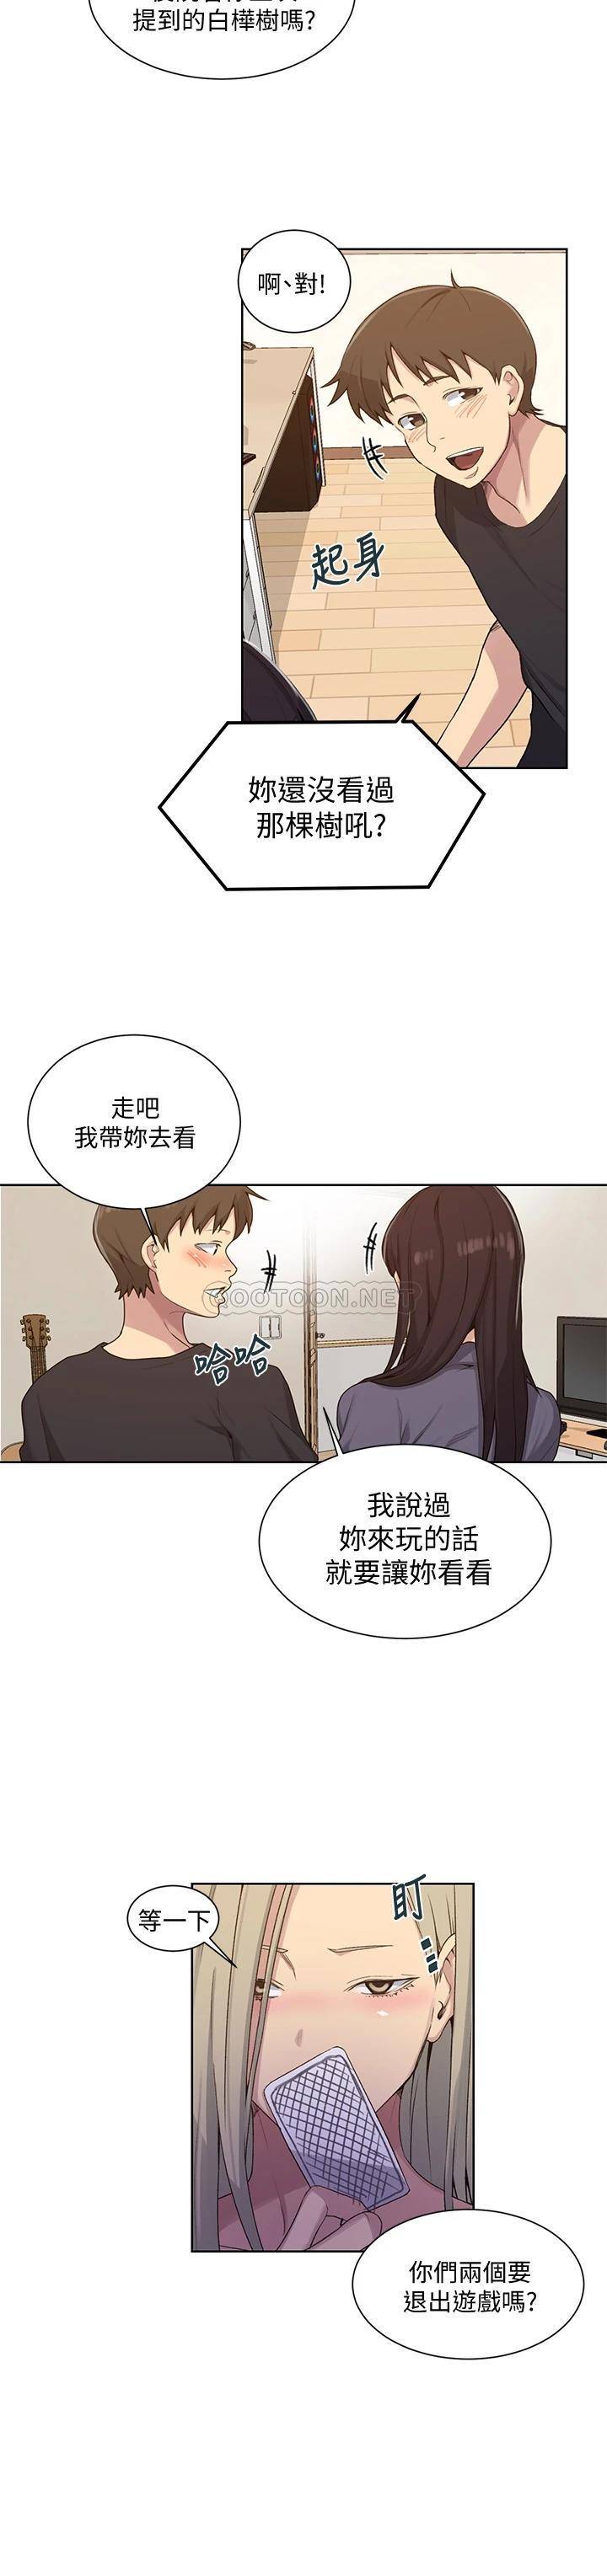 提到的白樺樹嗎?
啊、對!
起身
妳還沒看過
那棵樹吼?
走吧
我帶妳去看
GOOTOON.NET
哈哈
我說過
妳來玩的話
就要讓妳看看
盯
等一下
你們兩個要
退出遊戲嗎?